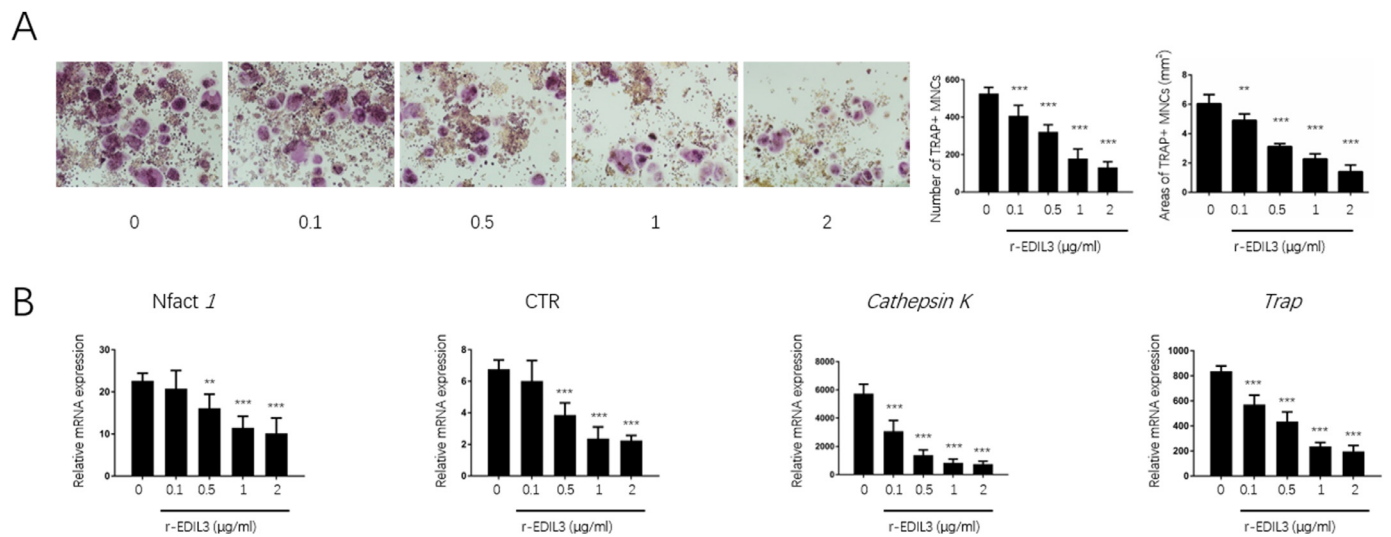 A
0
0.1
0.5
1
2
Number of TRAP+ MNCs
600
400
200
0
0 0.1 0.5 1 2
r-EDIL3 (μg/ml)
***
***
***
***
Areas of TRAP+ MNCs (mm²)
8
6
4
2
0
0 0.1 0.5 1 2
r-EDIL3 (μg/ml)
**
***
***
***
B
Nfact 1
Relative mRNA expression
30
20
10
0
0 0.1 0.5 1 2
r-EDIL3 (μg/ml)
**
***
***
CTR
Relative mRNA expression
8
6
4
2
0
0 0.1 0.5 1 2
r-EDIL3 (μg/ml)
***
***
***
Cathepsin K
Relative mRNA expression
8000
6000
4000
2000
0
0 0.1 0.5 1 2
r-EDIL3 (μg/ml)
***
***
***
***
Trap
Relative mRNA expression
1000
800
600
400
200
0
0 0.1 0.5 1 2
r-EDIL3 (μg/ml)
***
***
***
***